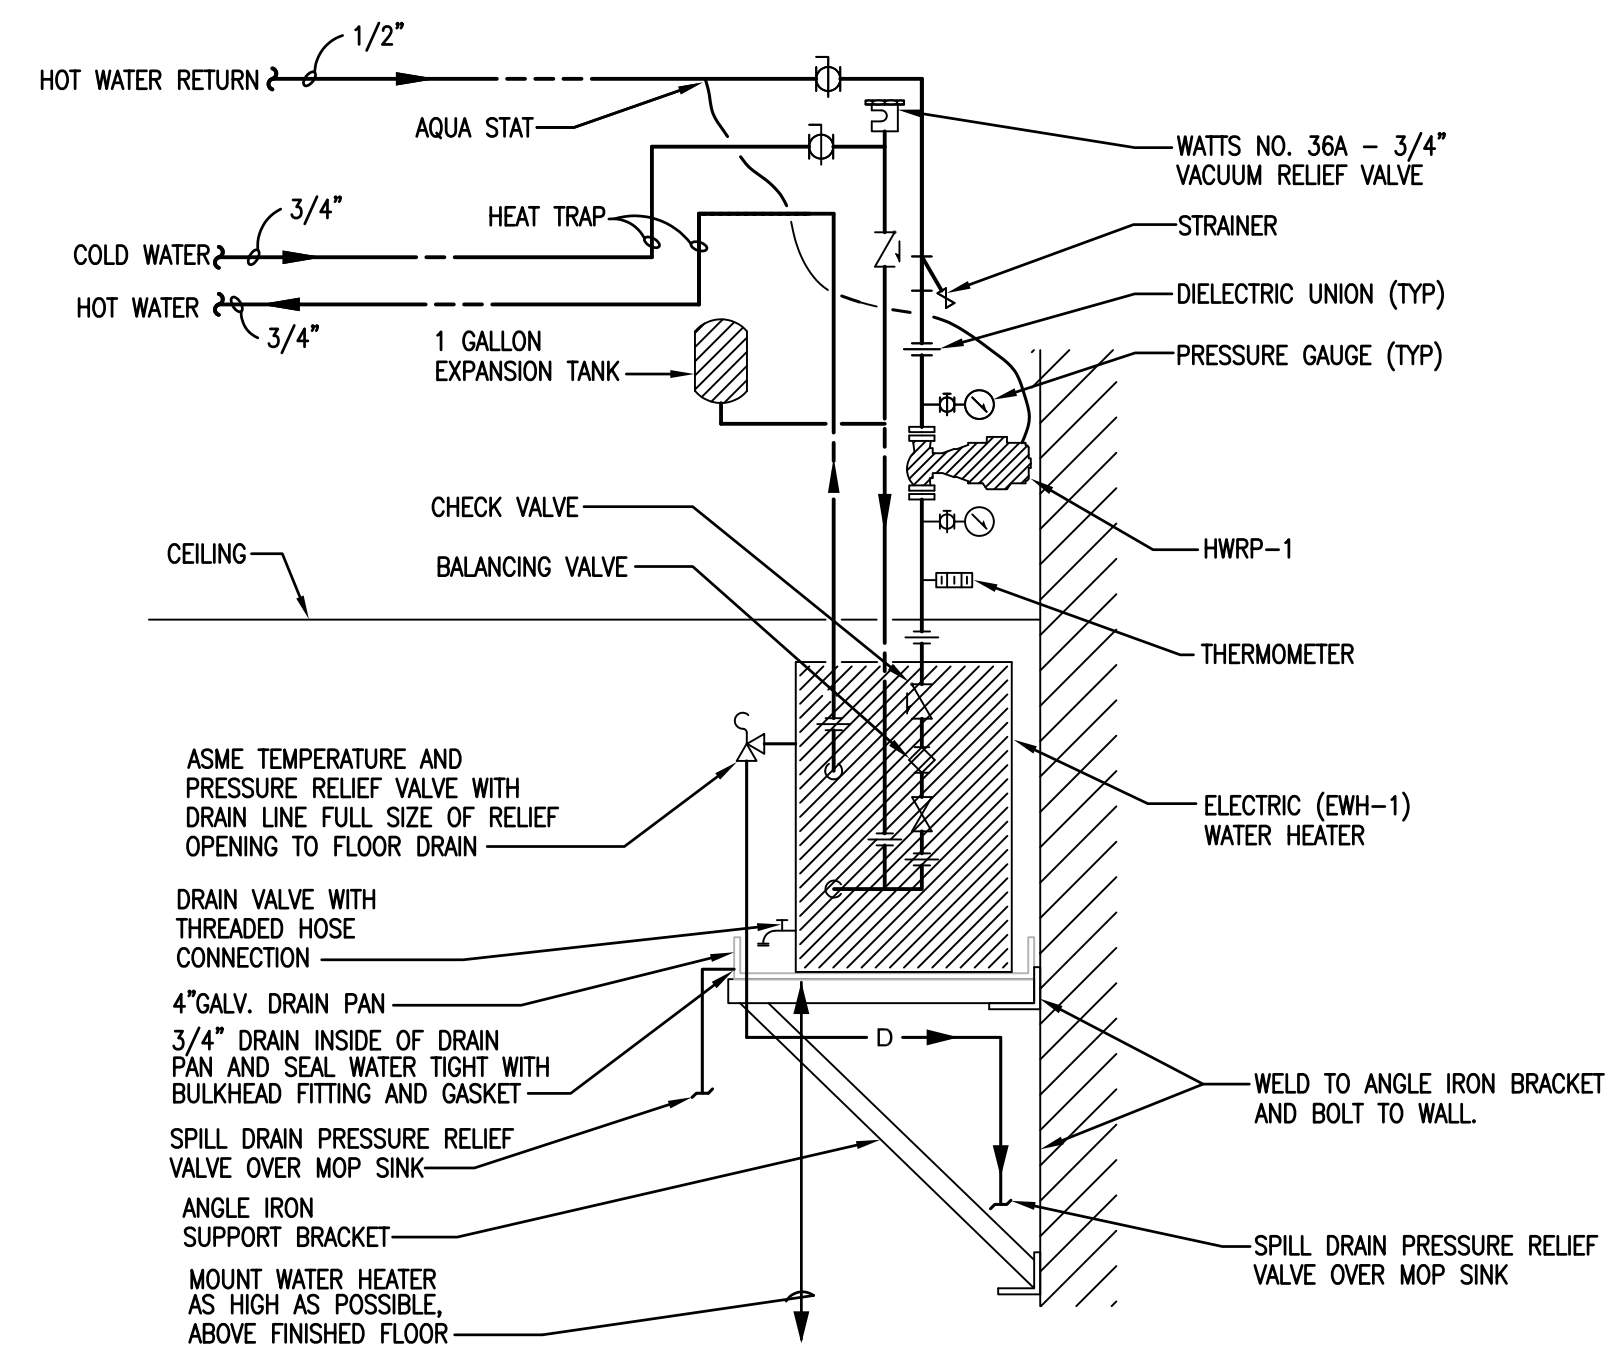 1/2"
HOT WATER RETURN
AQUA STAT
WATTS NO. 36A - 3/4"
VACUUM RELIEF VALVE
3/4"
HEAT TRAP
STRAINER
COLD WATER
HOT WATER
3/4"
DIELECTRIC UNION (TYP)
1 GALLON
EXPANSION TANK
PRESSURE GAUGE (TYP)
CHECK VALVE
HWRP-1
CEILING
BALANCING VALVE
THERMOMETER
ASME TEMPERATURE AND
PRESSURE RELIEF VALVE WITH
DRAIN LINE FULL SIZE OF RELIEF
OPENING TO FLOOR DRAIN
ELECTRIC (EWH-1)
WATER HEATER
DRAIN VALVE WITH
THREADED HOSE
CONNECTION
4"GALV. DRAIN PAN
3/4" DRAIN INSIDE OF DRAIN
PAN AND SEAL WATER TIGHT WITH
BULKHEAD FITTING AND GASKET
D
WELD TO ANGLE IRON BRACKET
AND BOLT TO WALL.
SPILL DRAIN PRESSURE RELIEF
VALVE OVER MOP SINK
ANGLE IRON
SUPPORT BRACKET
SPILL DRAIN PRESSURE RELIEF
VALVE OVER MOP SINK
MOUNT WATER HEATER
AS HIGH AS POSSIBLE,
ABOVE FINISHED FLOOR